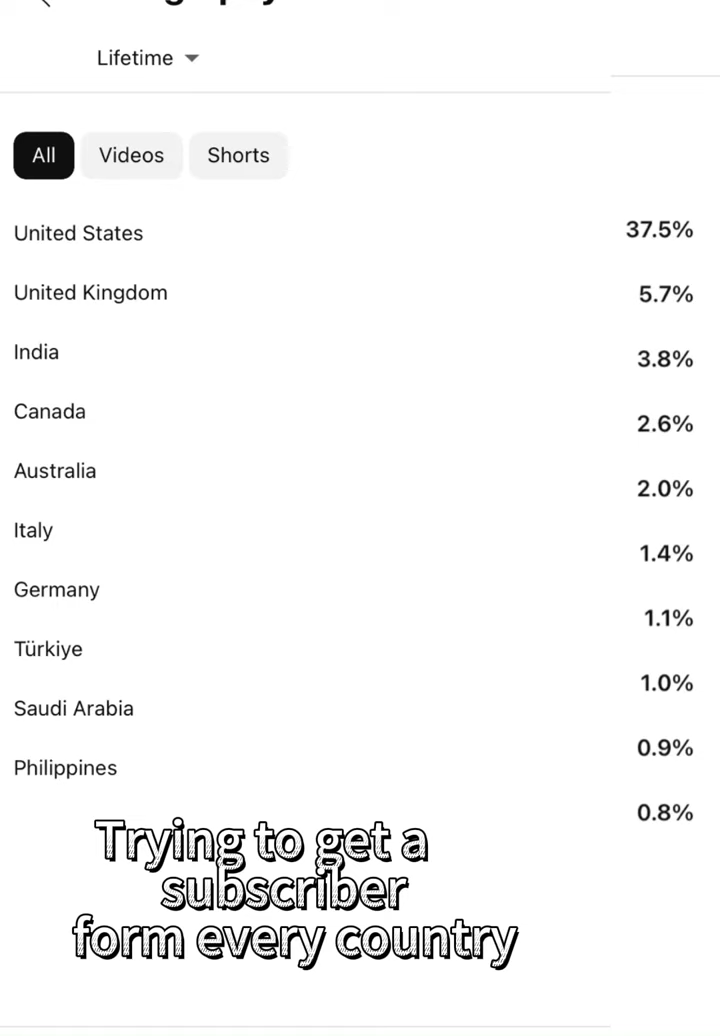 Lifetime
All Videos Shorts
United States 37.5%
United Kingdom 5.7%
India 3.8%
Canada 2.6%
Australia 2.0%
Italy 1.4%
Germany 1.1%
Türkiye 1.0%
Saudi Arabia 0.9%
Philippines 0.8%
Trying to get a
subscriber
form every country